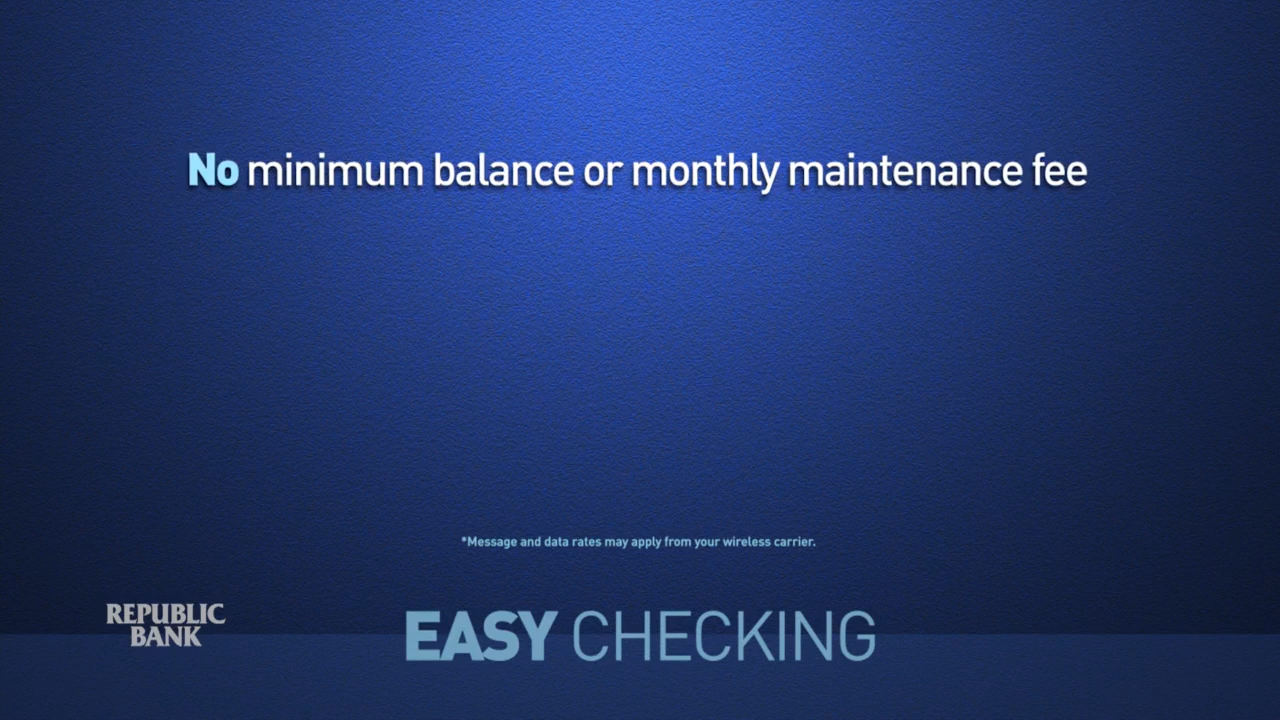 No minimum balance or monthly maintenance fee
*Message and data rates may apply from your wireless carrier.
REPUBLIC
BANK
EASY CHECKING